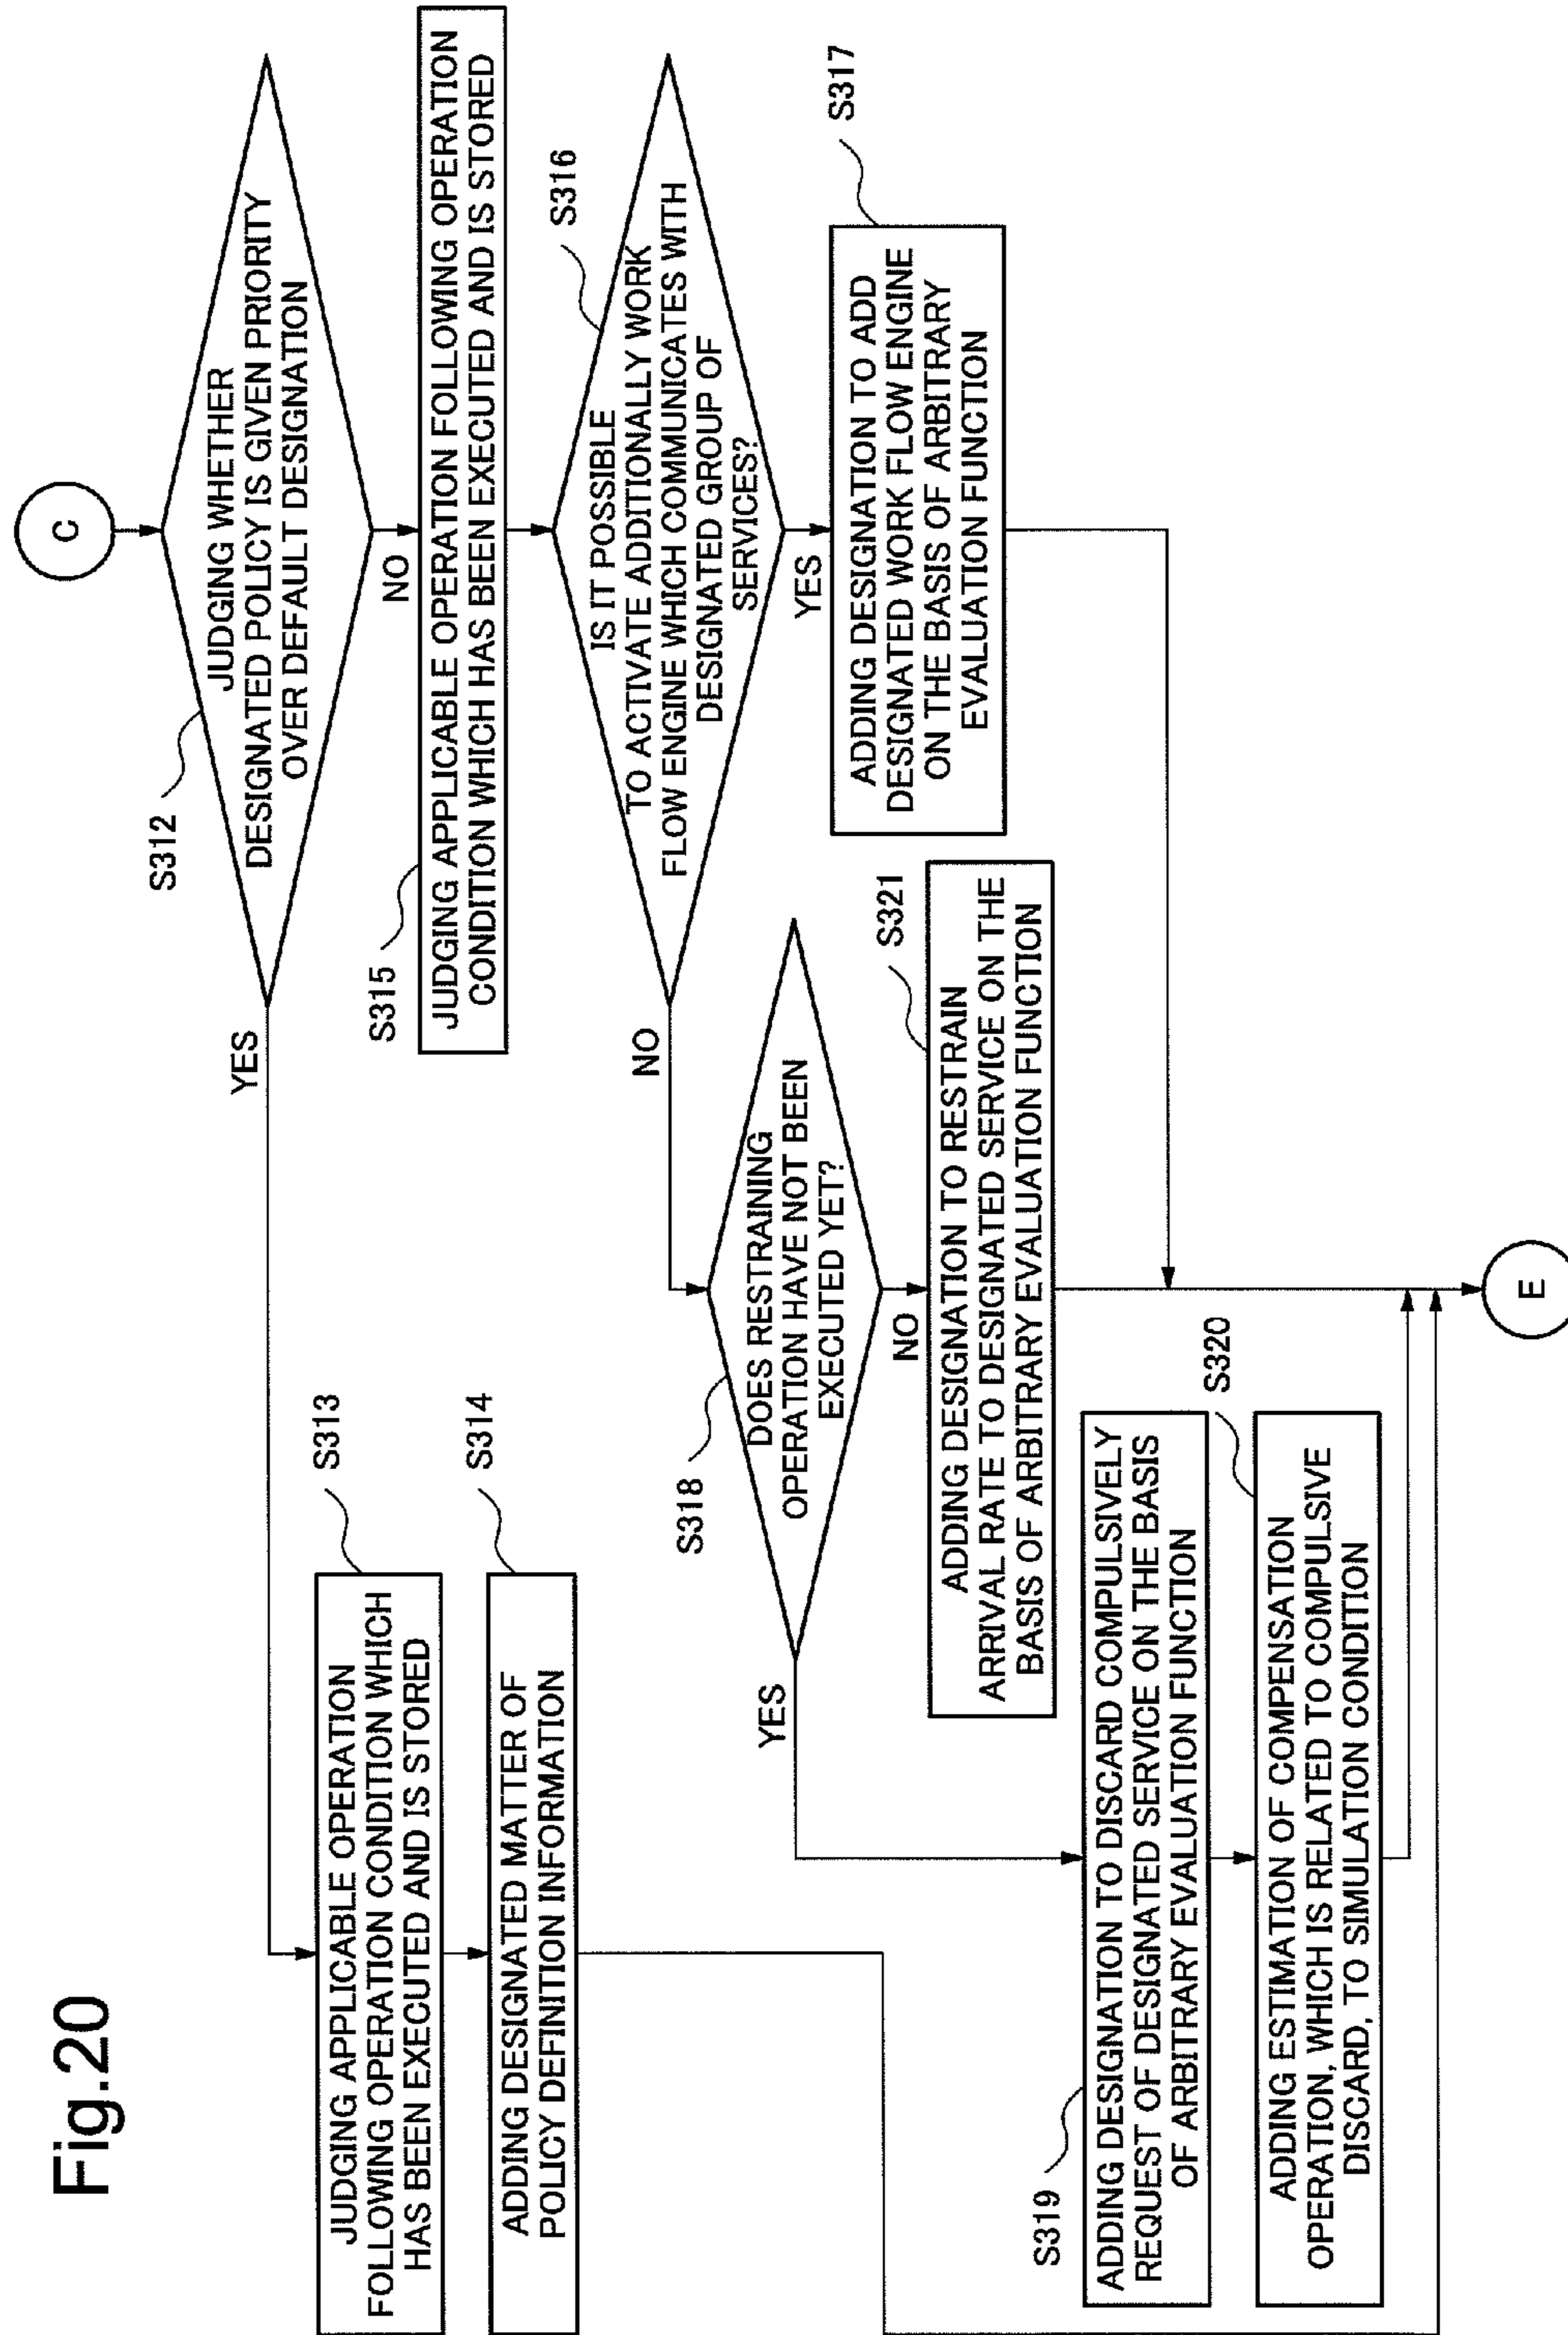 Fig.20
C
S312
JUDGING WHETHER
DESIGNATED POLICY IS GIVEN PRIORITY
OVER DEFAULT DESIGNATION
YES
NO
S313
JUDGING APPLICABLE OPERATION
FOLLOWING OPERATION CONDITION WHICH
HAS BEEN EXECUTED AND IS STORED
S314
ADDING DESIGNATED MATTER OF
POLICY DEFINITION INFORMATION
S315
JUDGING APPLICABLE OPERATION FOLLOWING OPERATION
CONDITION WHICH HAS BEEN EXECUTED AND IS STORED
S316
IS IT POSSIBLE
TO ACTIVATE ADDITIONALLY WORK
FLOW ENGINE WHICH COMMUNICATES WITH
DESIGNATED GROUP OF
SERVICES?
NO
YES
S317
ADDING DESIGNATION TO ADD
DESIGNATED WORK FLOW ENGINE
ON THE BASIS OF ARBITRARY
EVALUATION FUNCTION
S318
DOES RESTRAINING
OPERATION HAVE NOT BEEN
EXECUTED YET?
YES
NO
S321
ADDING DESIGNATION TO RESTRAIN
ARRIVAL RATE TO DESIGNATED SERVICE ON THE
BASIS OF ARBITRARY EVALUATION FUNCTION
S319
ADDING DESIGNATION TO DISCARD COMPULSIVELY
REQUEST OF DESIGNATED SERVICE ON THE BASIS
OF ARBITRARY EVALUATION FUNCTION
S320
ADDING ESTIMATION OF COMPENSATION
OPERATION, WHICH IS RELATED TO COMPULSIVE
DISCARD, TO SIMULATION CONDITION
E